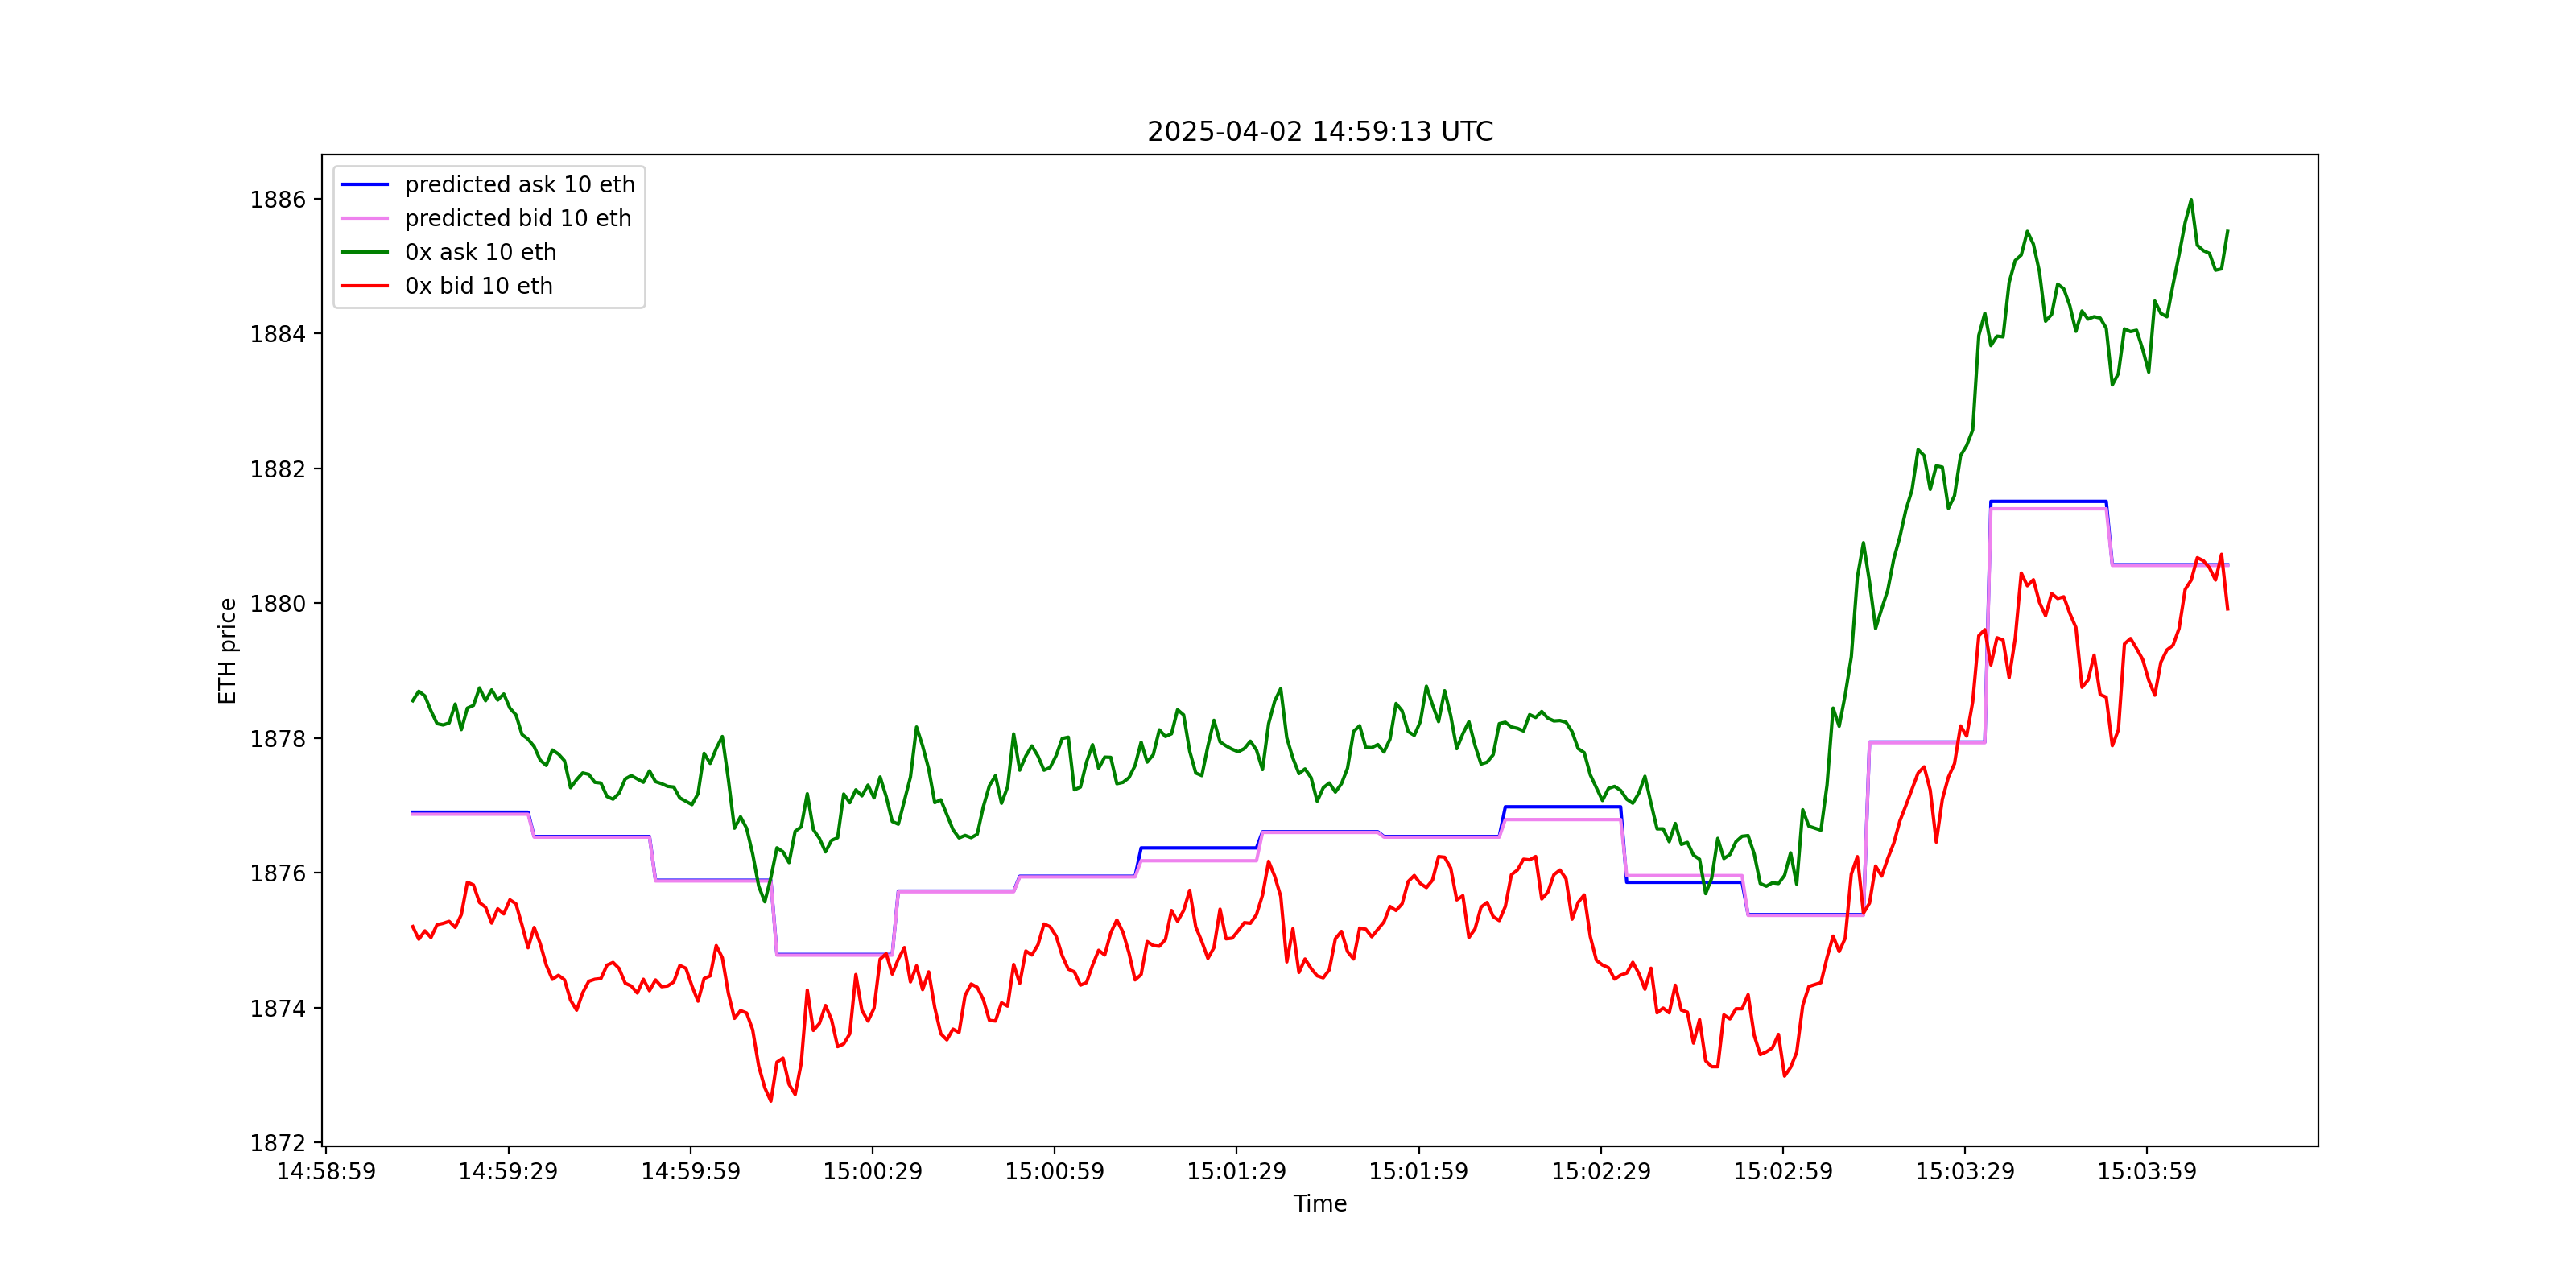 2025-04-02 14:59:13 UTC
predicted ask 10 eth
predicted bid 10 eth
0x ask 10 eth
0x bid 10 eth
1886
1884
1882
1880
1878
1876
1874
1872
ETH price
14:58:59 14:59:29 14:59:59 15:00:29 15:00:59 15:01:29 15:01:59 15:02:29 15:02:59 15:03:29 15:03:59
Time